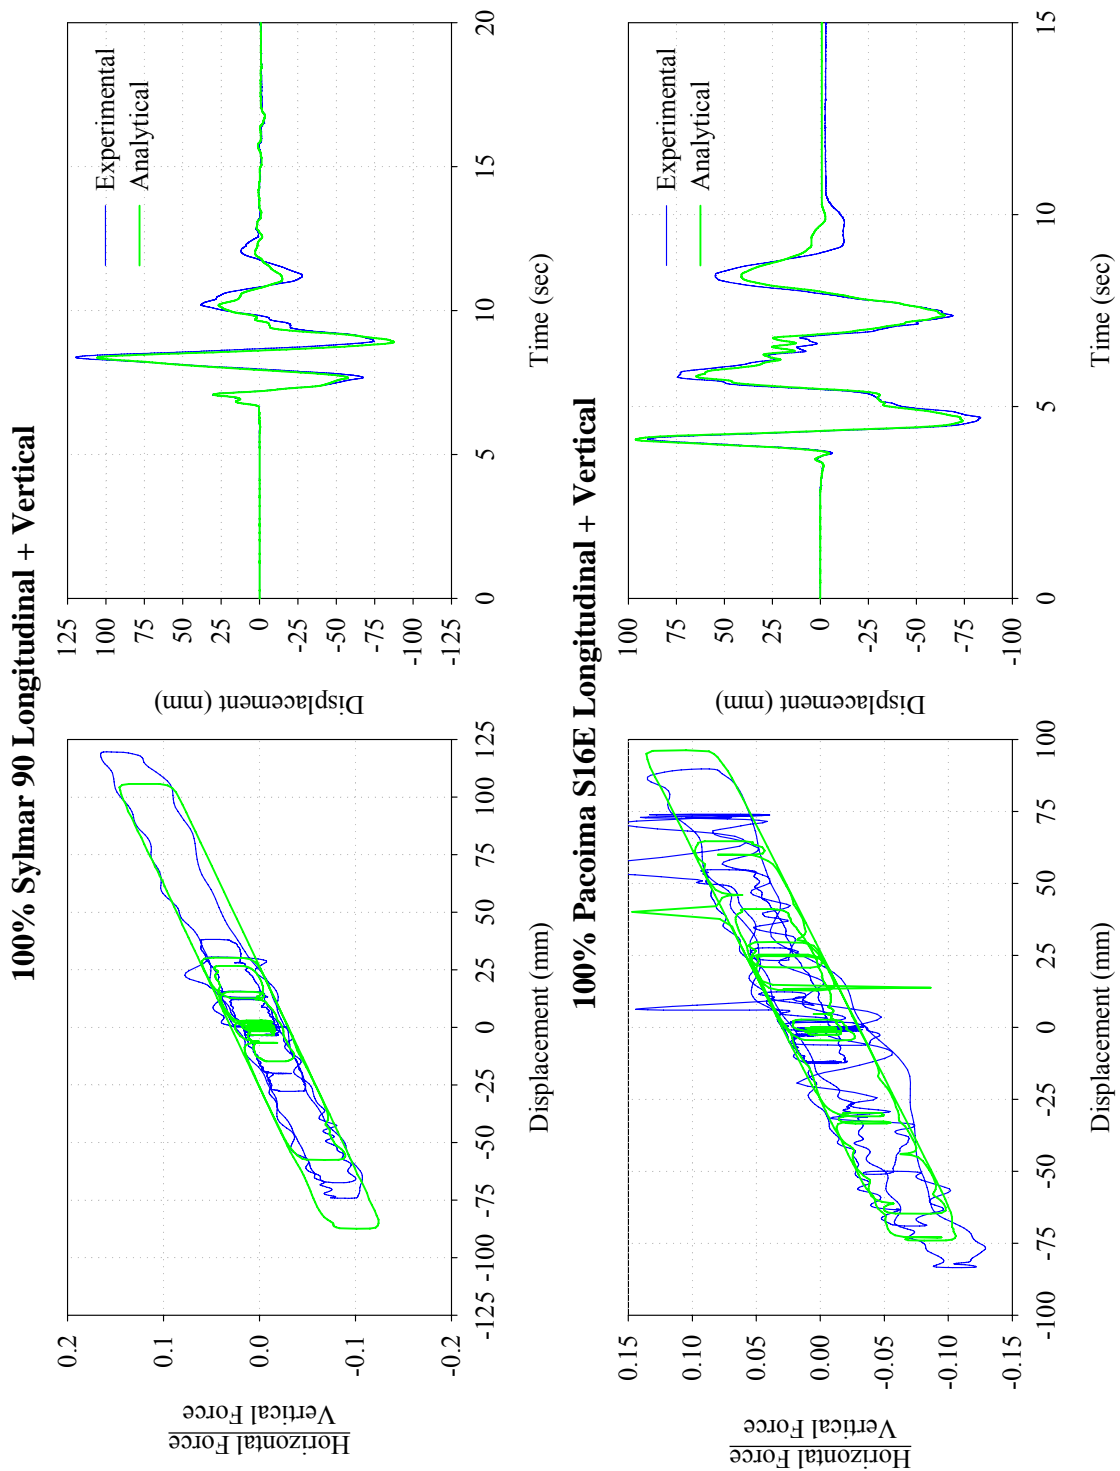 100% Sylmar 90 Longitudinal + Vertical
0.2
0.1
0.0
-0.1
-0.2
Horizontal Force
Vertical Force
-125 -100 -75 -50 -25 0 25 50 75 100 125
Displacement (mm)
125
100
75
50
25
0
-25
-50
-75
-100
-125
Displacement (mm)
Experimental
Analytical
0 5 10 15 20
Time (sec)
100% Pacoima S16E Longitudinal + Vertical
0.15
0.10
0.05
0.00
-0.05
-0.10
-0.15
Horizontal Force
Vertical Force
-100 -75 -50 -25 0 25 50 75 100
Displacement (mm)
100
75
50
25
0
-25
-50
-75
-100
Displacement (mm)
Experimental
Analytical
0 5 10 15
Time (sec)